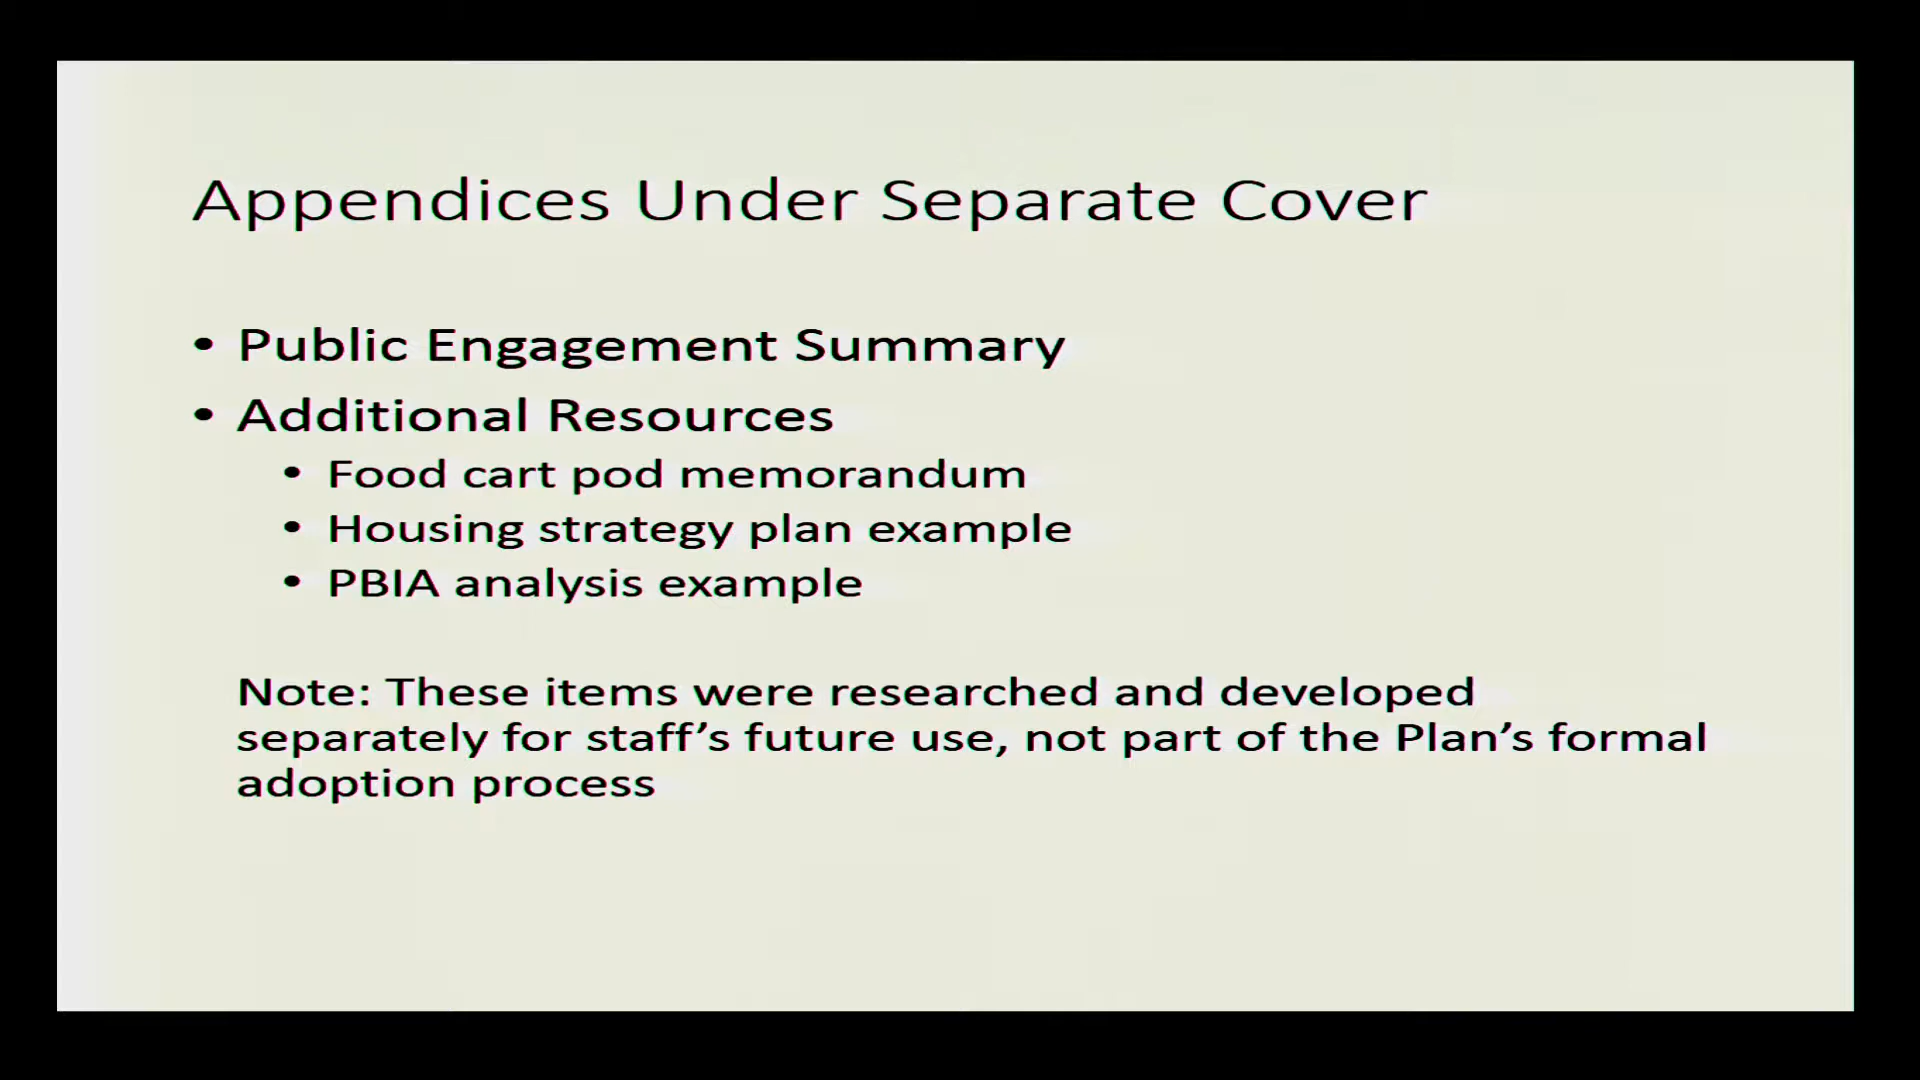 Appendices Under Separate Cover
• Public Engagement Summary
• Additional Resources
• Food cart pod memorandum
• Housing strategy plan example
• PBIA analysis example
Note: These items were researched and developed
separately for staff’s future use, not part of the Plan’s formal
adoption process